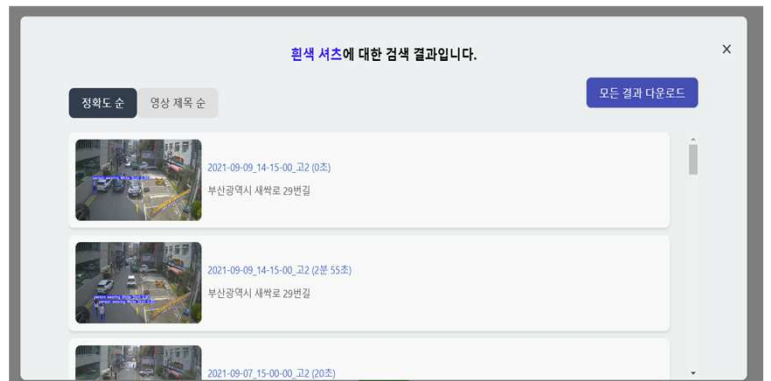 흰색 셔츠에 대한 검색 결과입니다.
X
정확도 순
영상 제목 순
모든 결과 다운로드
2021-09-09_14-15-00_고2 (0초)
부산광역시 새싹로 29번길
2021-09-09_14-15-00_고2 (2분 55초)
부산광역시 새싹로 29번길
2021-09-07_15-00-00_고2 (20초)